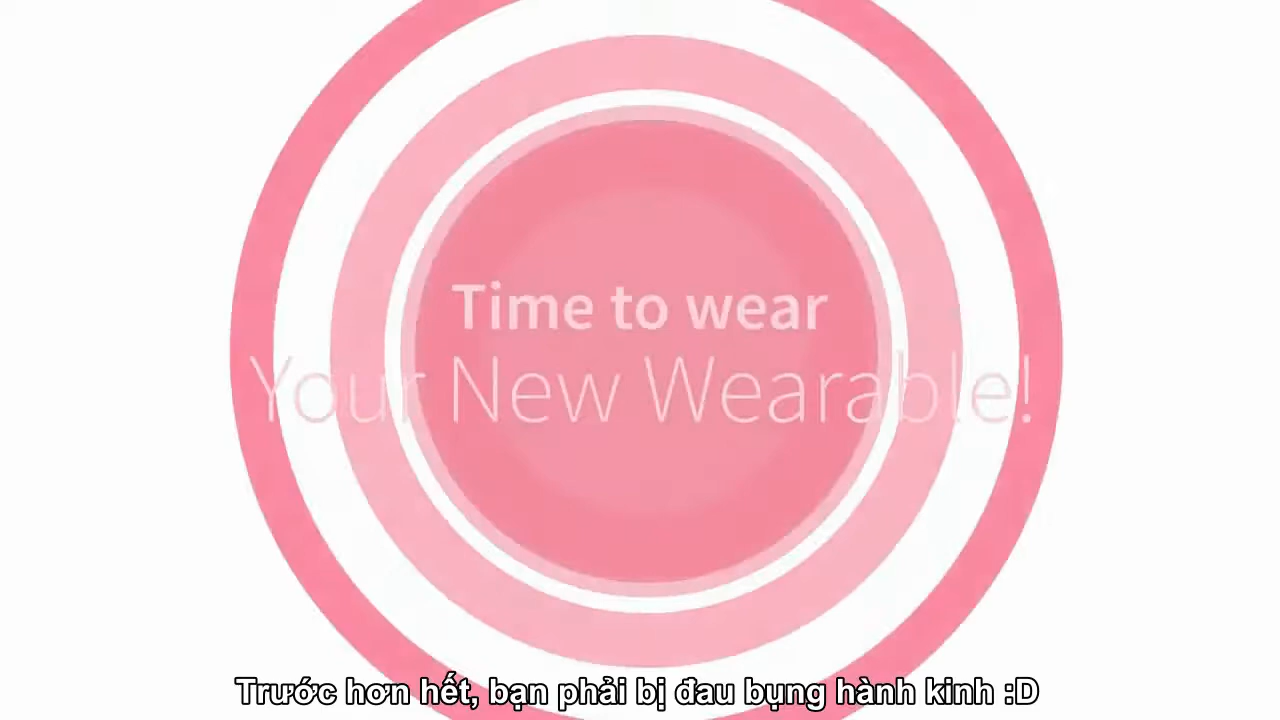 Time to wear
Your New Wearable!
Trước hơn hết, bạn phải bị đau bụng hành kinh :D